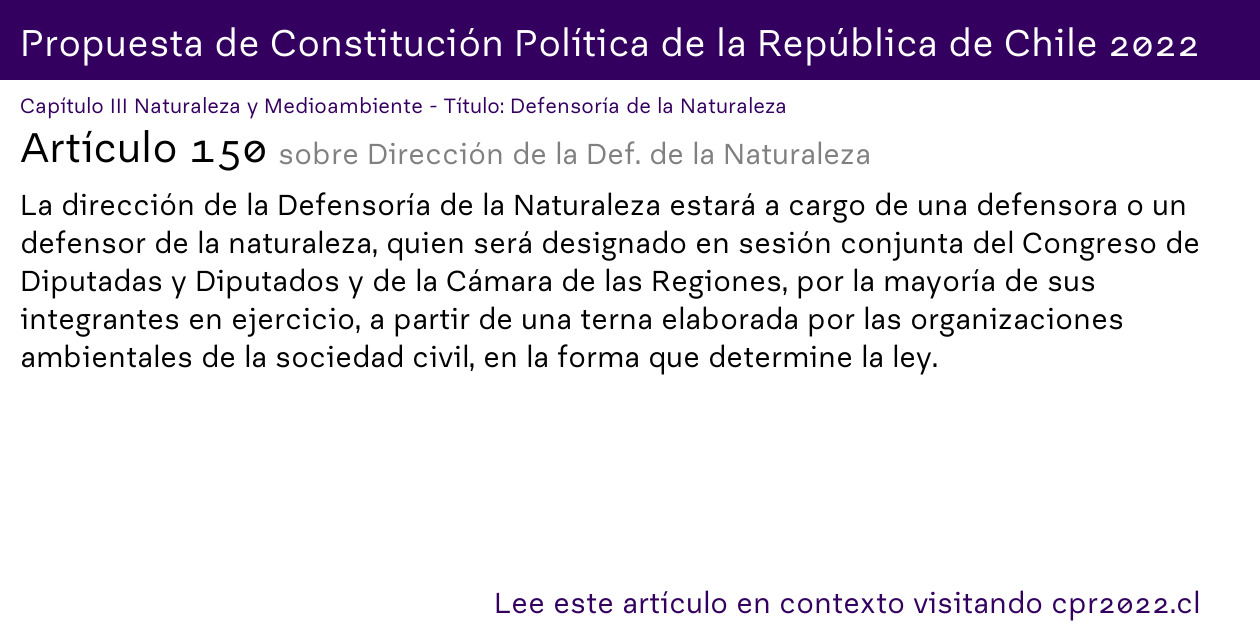 Propuesta de Constitución Política de la República de Chile 2022
Capítulo III Naturaleza y Medioambiente - Título: Defensoría de la Naturaleza
Artículo 150 sobre Dirección de la Def. de la Naturaleza
La dirección de la Defensoría de la Naturaleza estará a cargo de una defensora o un
defensor de la naturaleza, quien será designado en sesión conjunta del Congreso de
Diputadas y Diputados y de la Cámara de las Regiones, por la mayoría de sus
integrantes en ejercicio, a partir de una terna elaborada por las organizaciones
ambientales de la sociedad civil, en la forma que determine la ley.
Lee este artículo en contexto visitando cpr2022.cl